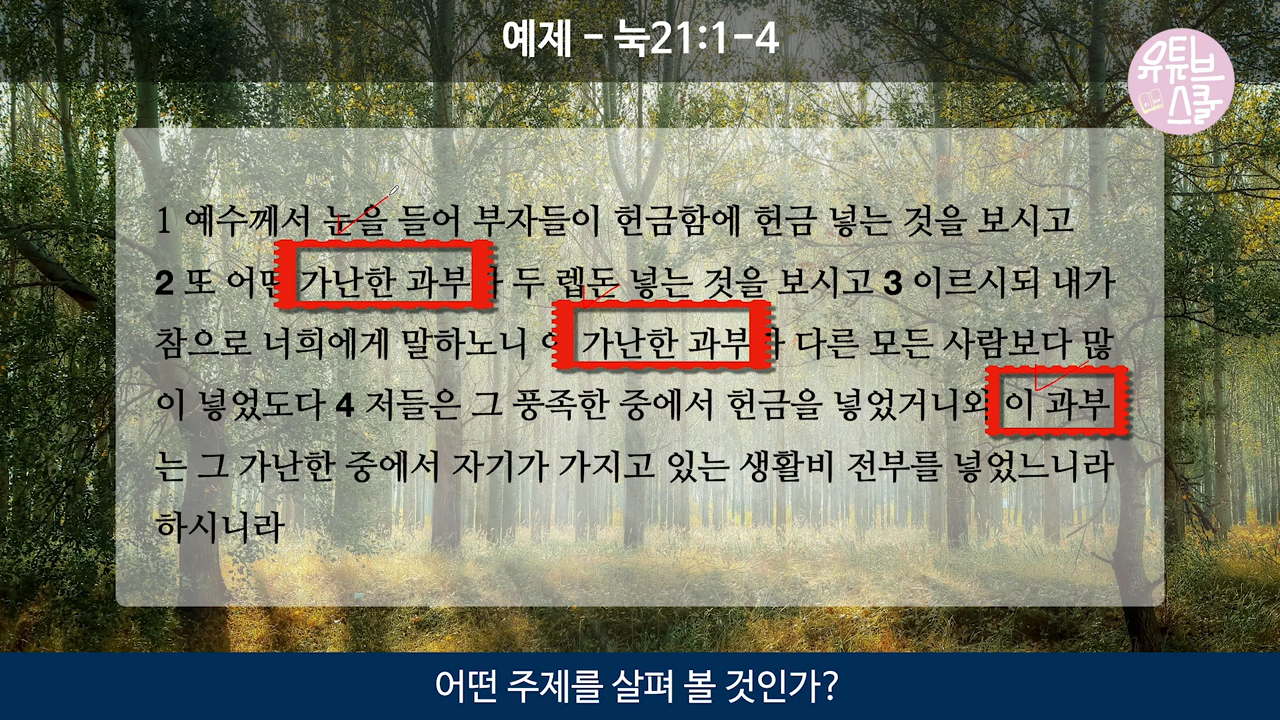 예제 - 눅21:1-4
유튜브
스쿨
1 예수께서 눈을 들어 부자들이 헌금함에 헌금 넣는 것을 보시고
2 또 어떤 가난한 과부가 두 렙돈 넣는 것을 보시고 3 이르시되 내가
참으로 너희에게 말하노니 이 가난한 과부가 다른 모든 사람보다 많
이 넣었도다 4 저들은 그 풍족한 중에서 헌금을 넣었거니와 이 과부
는 그 가난한 중에서 자기가 가지고 있는 생활비 전부를 넣었느니라
하시니라
어떤 주제를 살펴 볼 것인가?